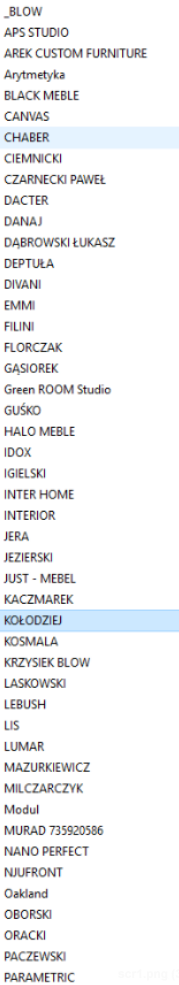 _BLOW
APS STUDIO
AREK CUSTOM FURNITURE
Arytmetyka
BLACK MEBLE
CANVAS
CHABER
CIEMNICKI
CZARNECKI PAWEŁ
DACTER
DANAJ
DĄBROWSKI ŁUKASZ
DEPTUŁA
DIVANI
EMMI
FILINI
FLORCZAK
GĄSIOREK
Green ROOM Studio
GUŚKO
HALO MEBLE
IDOX
IGIELSKI
INTER HOME
INTERIOR
JERA
JEZIERSKI
JUST - MEBEL
KACZMAREK
KOŁODZIEJ
KOSMALA
KRZYSIEK BLOW
LASKOWSKI
LEBUSH
LIS
LUMAR
MAZURKIEWICZ
MILCZARCZYK
Modul
MURAD 735920586
NANO PERFECT
NJUFRONT
Oakland
OBORSKI
ORACKI
PACZEWSKI
PARAMETRIC